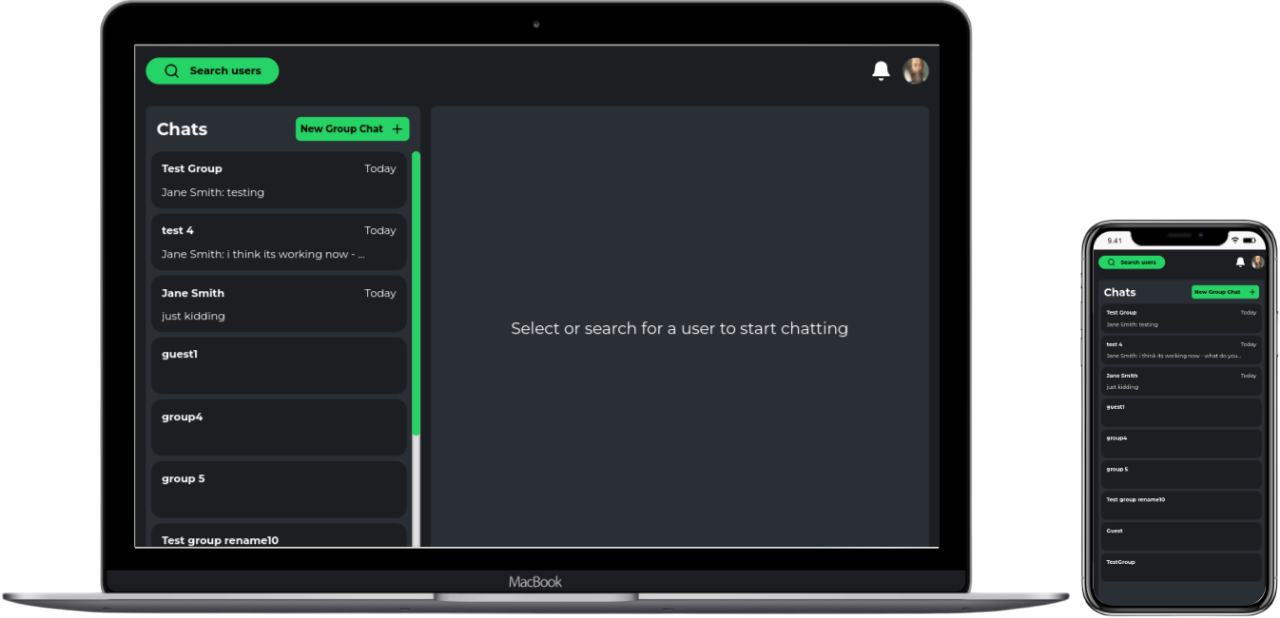 Search users
Chats
New Group Chat +
Test Group Today
Jane Smith: testing
test 4 Today
Jane Smith: i think its working now - ...
Jane Smith Today
just kidding
guest1
group4
group 5
Test group rename10
Select or search for a user to start chatting
MacBook
9.41
Search users
Chats
New Group Chat +
Test Group Today
Jane Smith: testing
test 4 Today
Jane Smith: i think its working now - what do you...
Jane Smith Today
just kidding
guest1
group4
group 5
Test group rename10
Guest
TestGroup